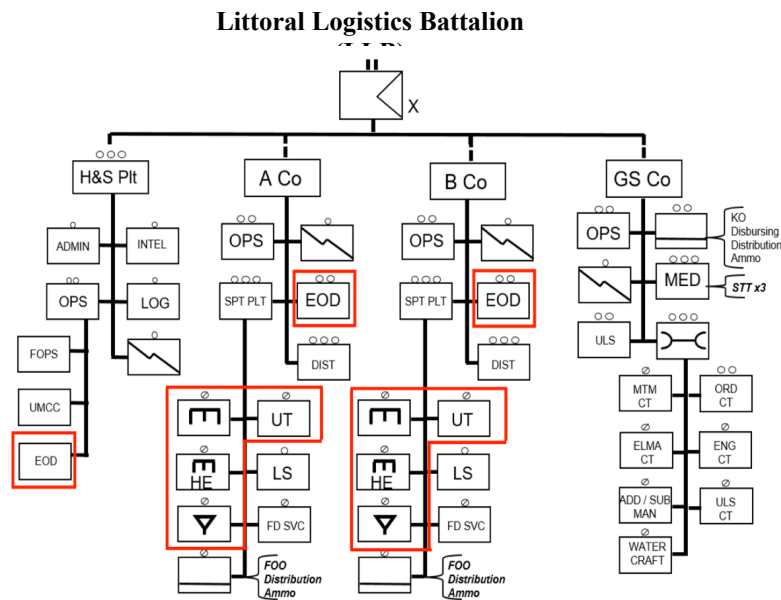 Littoral Logistics Battalion
X
H&S Plt
ADMIN
INTEL
OPS
LOG
FOPS
UMCC
EOD
A Co
OPS
SPT PLT
EOD
DIST
UT
HE
LS
FD SVC
FOO
Distribution
Ammo
B Co
OPS
SPT PLT
EOD
DIST
UT
HE
LS
FD SVC
FOO
Distribution
Ammo
GS Co
OPS
KO
Disbursing
Distribution
Ammo
MED
STT x3
ULS
MTM
CT
ORD
CT
ELMA
CT
ENG
CT
ADD / SUB
MAN
ULS
CT
WATER
CRAFT